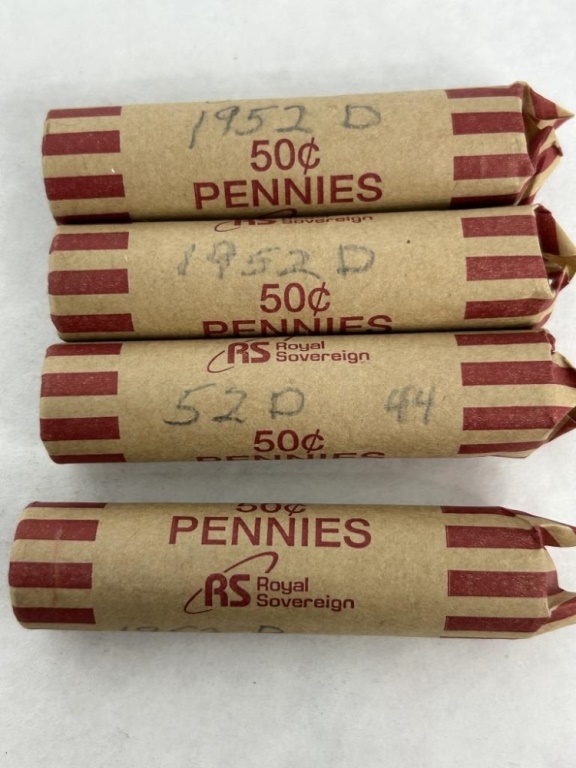 1952 D
50¢
PENNIES
RS Sovereign
1952 D
50¢
PENNIES
RS Royal
Sovereign
52 D 44
50¢
PENNIES
50¢
PENNIES
RS Royal
Sovereign